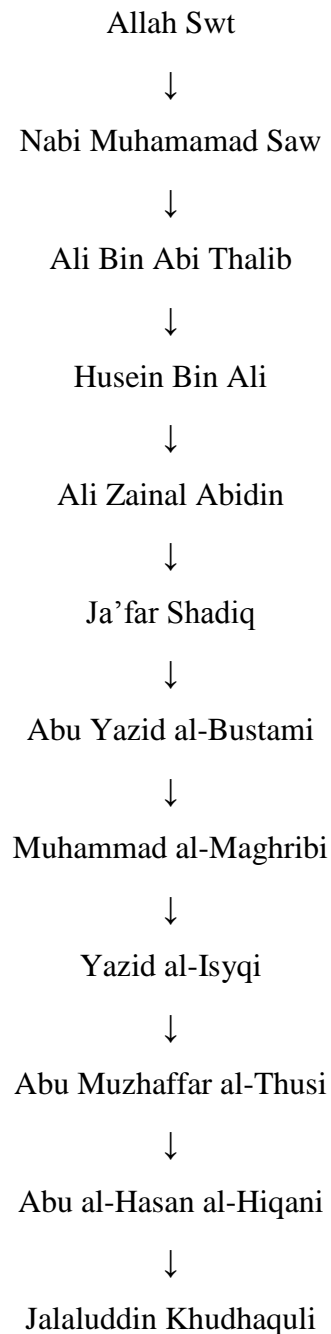 Allah Swt
↓
Nabi Muhamamad Saw
↓
Ali Bin Abi Thalib
↓
Husein Bin Ali
↓
Ali Zainal Abidin
↓
Ja’far Shadiq
↓
Abu Yazid al-Bustami
↓
Muhammad al-Maghribi
↓
Yazid al-Isyqi
↓
Abu Muzhaffar al-Thusi
↓
Abu al-Hasan al-Hiqani
↓
Jalaluddin Khudhaquli